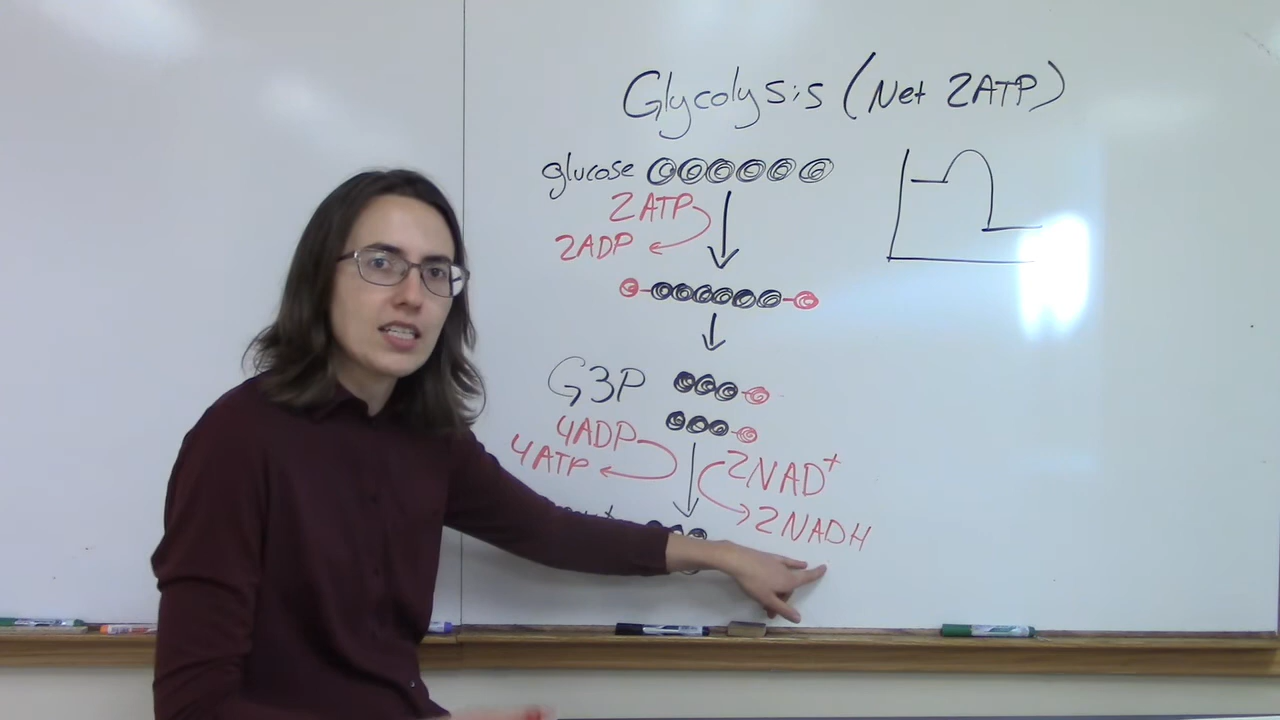 Glycolysis (Net 2ATP)
glucose
2ATP
2ADP
G3P
4ADP
4ATP
2NAD+
2NADH